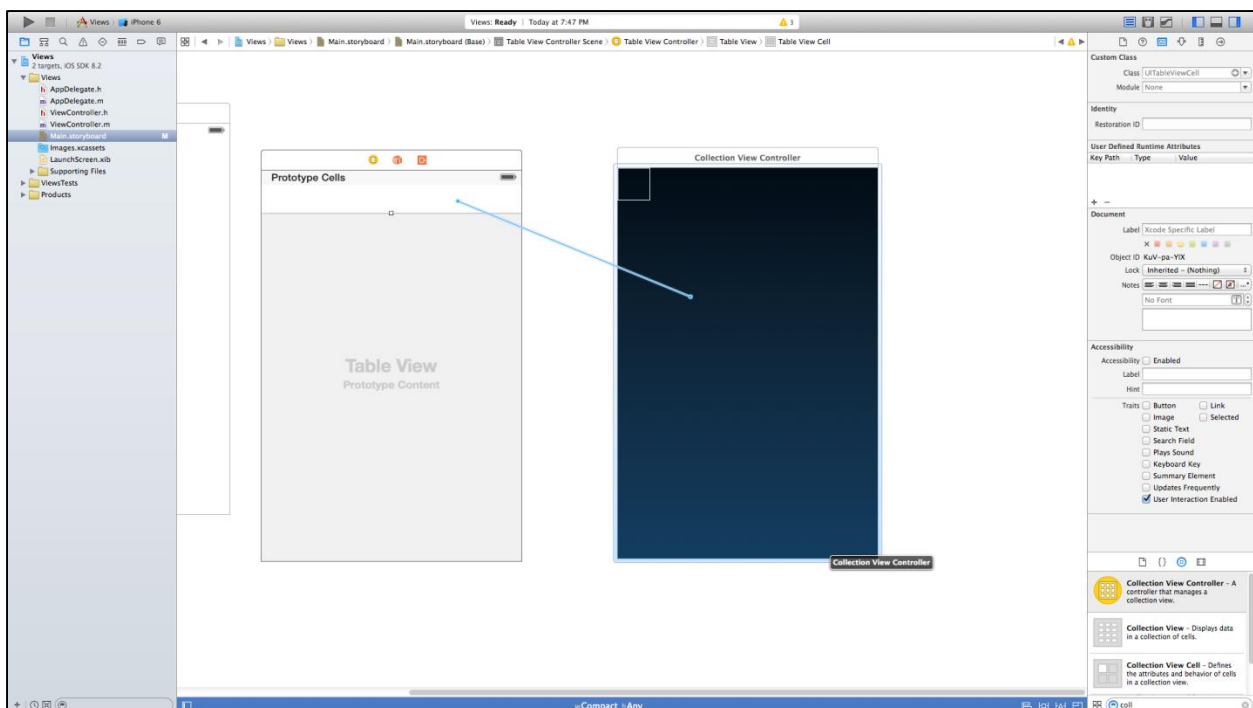 Views
iPhone 6
Views: Ready | Today at 7:47 PM
3
Views
Views
Main.storyboard
Main.storyboard (Base)
Table View Controller Scene
Table View Controller
Table View
Table View Cell
Views
2 targets, iOS SDK 8.2
Views
h AppDelegate.h
m AppDelegate.m
h ViewController.h
m ViewController.m
Main.storyboard M
Images.xcassets
LaunchScreen.xib
Supporting Files
ViewsTests
Products
Prototype Cells
Table View
Prototype Content
Collection View Controller
Collection View Controller
wCompact hAny
Custom Class
Class UITableViewCell
Module None
Identity
Restoration ID
User Defined Runtime Attributes
Key Path Type Value
+ −
Document
Label Xcode Specific Label
Object ID KuV-pa-YlX
Lock Inherited - (Nothing)
Notes
No Font
Accessibility
Accessibility Enabled
Label
Hint
Traits Button Link
Image Selected
Static Text
Search Field
Plays Sound
Keyboard Key
Summary Element
Updates Frequently
User Interaction Enabled
Collection View Controller - A
controller that manages a
collection view.
Collection View - Displays data
in a collection of cells.
Collection View Cell - Defines
the attributes and behavior of cells
in a collection view.
coll